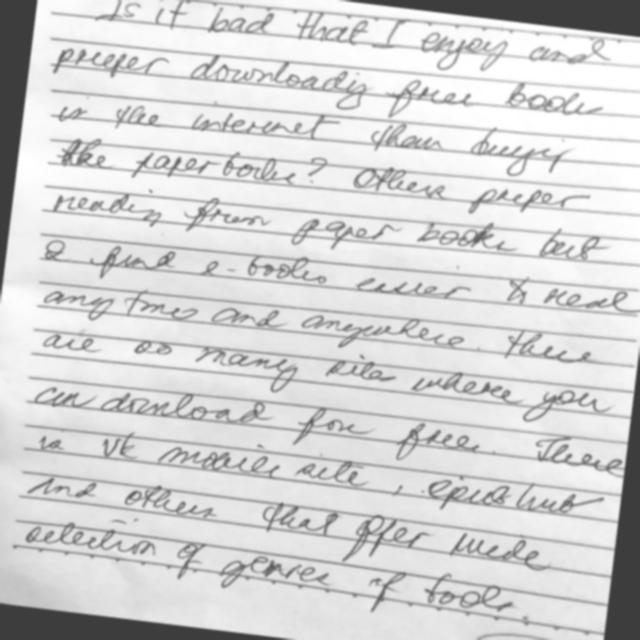 Is it bad that I enjoy and
prefer downloading free books
in the internet than buying
the paperbooks? Others prefer
reading from paper books but
I find e-books easier to read
anytimes and anywhere. There
are so many sites where you
can download for free. There
is VK mobile site, epubhub
and others that offer wide
selection of genres of books.